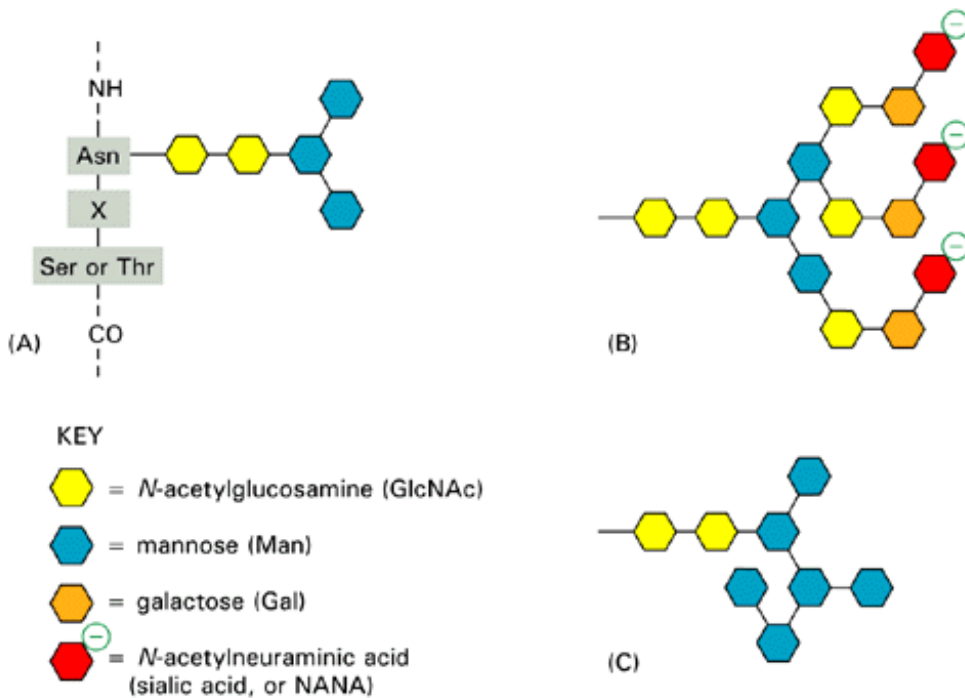 NH
Asn
X
Ser or Thr
CO
(A)
(B)
KEY
= N-acetylglucosamine (GlcNAc)
= mannose (Man)
= galactose (Gal)
= N-acetylneuraminic acid
(sialic acid, or NANA)
(C)